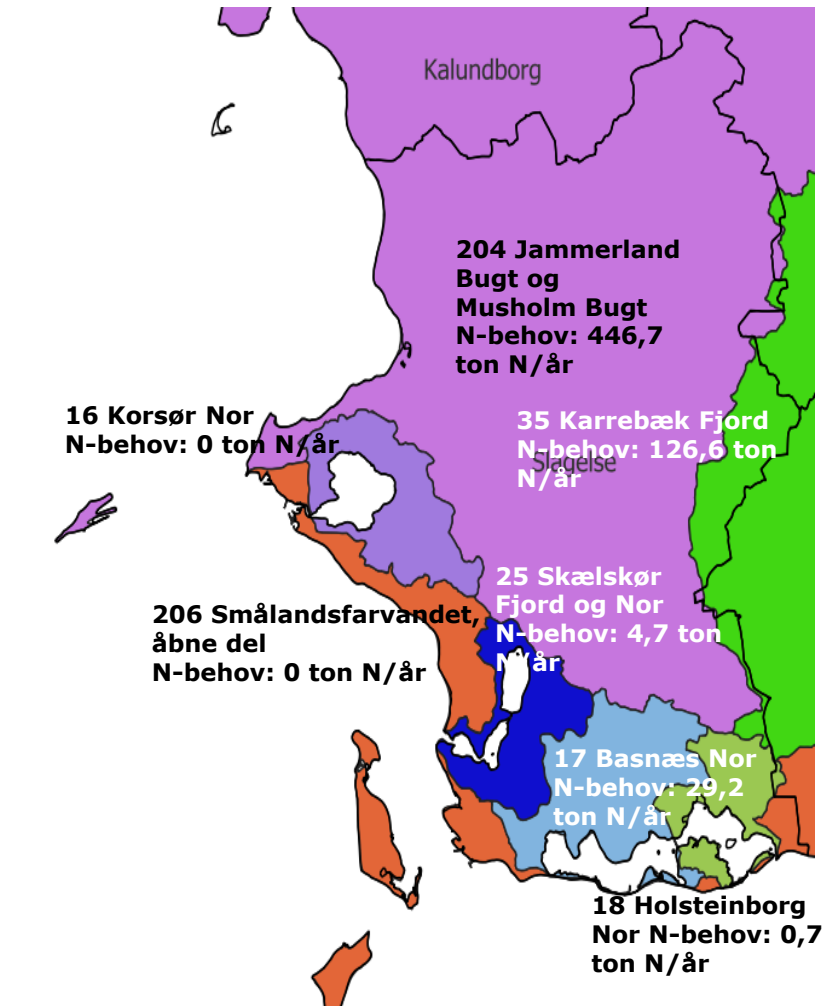 Kalundborg
204 Jammerland
Bugt og
Musholm Bugt
N-behov: 446,7
ton N/år
16 Korsør Nor
N-behov: 0 ton N/år
35 Karrebæk Fjord
N-behov: 126,6 ton
N/år
Slagelse
25 Skælskør
Fjord og Nor
N-behov: 4,7 ton
N/år
206 Smålandsfarvandet,
åbne del
N-behov: 0 ton N/år
17 Basnæs Nor
N-behov: 29,2
ton N/år
18 Holsteinborg
Nor N-behov: 0,7
ton N/år